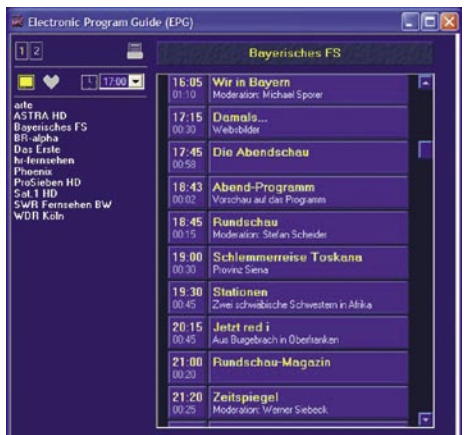 Electronic Program Guide (EPG)
1 2
Bayerisches FS
17:00
arte
ASTRA HD
Bayerisches FS
BR-alpha
Das Erste
hr-fernsehen
Phoenix
ProSieben HD
Sat.1 HD
SWR Fernsehen BW
WDR Köln
16:05 Wir in Bayern
01:10 Moderation: Michael Sporer
17:15 Damals...
00:30 Weibsbilder
17:45 Die Abendschau
00:58
18:43 Abend-Programm
00:02 Vorschau auf das Programm
18:45 Rundschau
00:15 Moderation: Stefan Scheider
19:00 Schlemmerreise Toskana
00:30 Provinz Siena
19:30 Stationen
00:45 Zwei schwäbische Schwestern in Afrika
20:15 Jetzt red i
00:45 Aus Burgebrach in Oberfranken
21:00 Rundschau-Magazin
00:20
21:20 Zeitspiegel
00:25 Moderation: Werner Siebeck